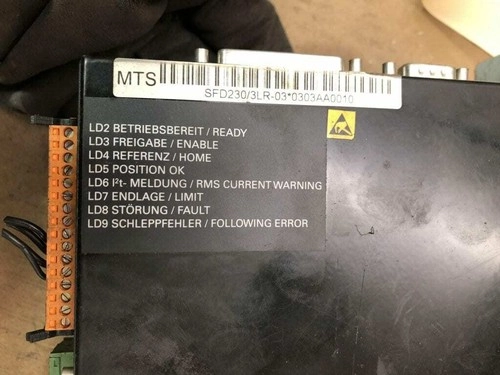 MTS
SFD230/3LR-03*0303AA0010
LD2 BETRIEBSBEREIT / READY
LD3 FREIGABE / ENABLE
LD4 REFERENZ / HOME
LD5 POSITION OK
LD6 I²t- MELDUNG / RMS CURRENT WARNING
LD7 ENDLAGE / LIMIT
LD8 STÖRUNG / FAULT
LD9 SCHLEPPFEHLER / FOLLOWING ERROR